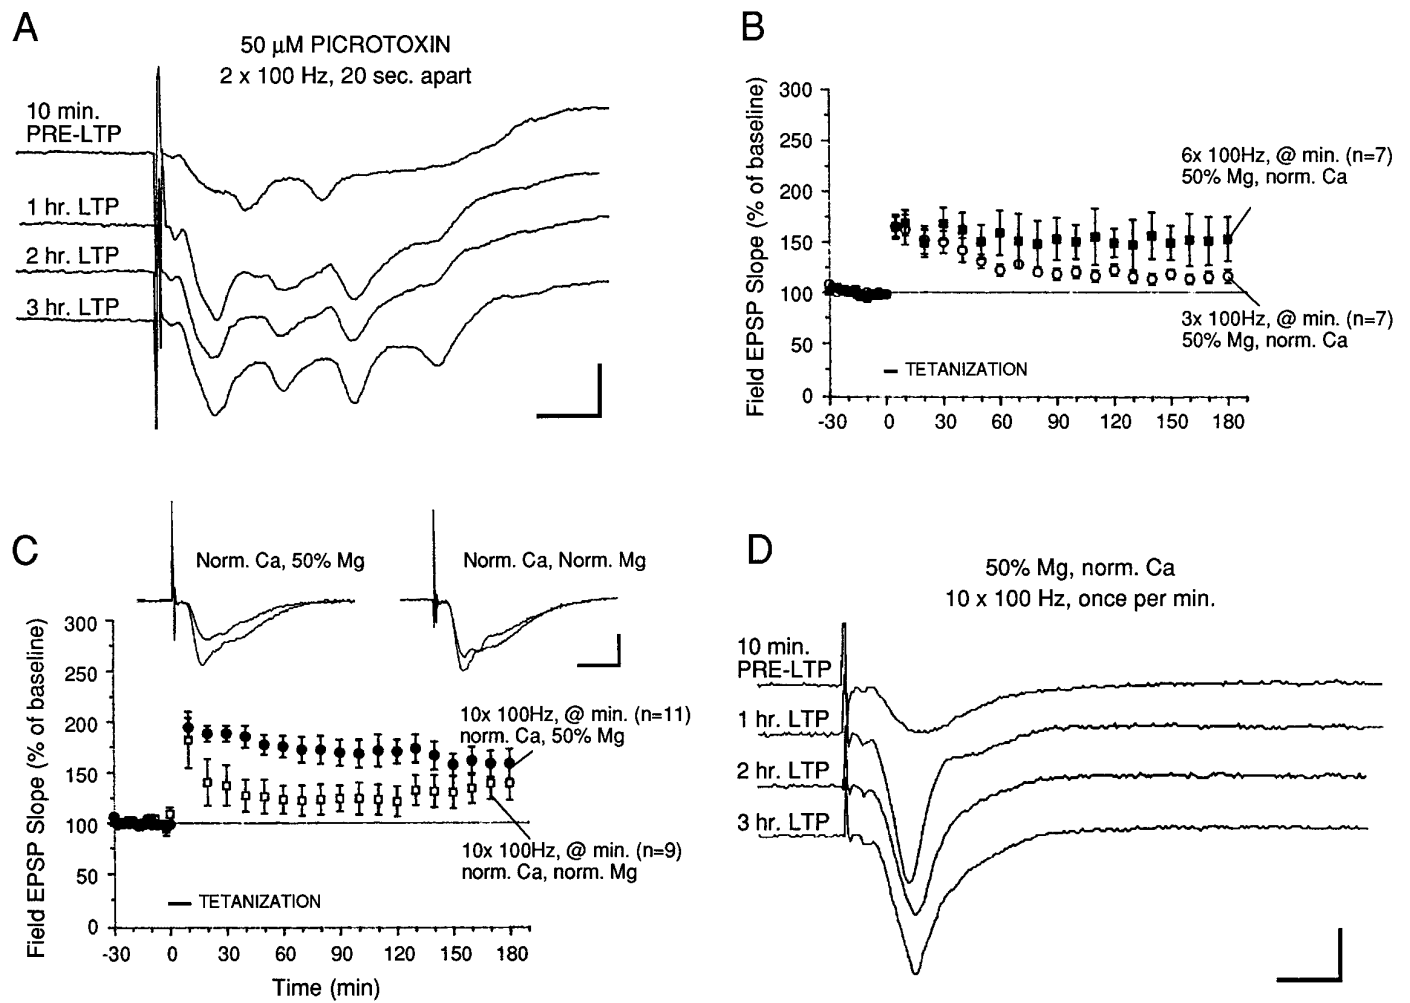 A
50 µM PICROTOXIN
2 x 100 Hz, 20 sec. apart
10 min.
PRE-LTP
1 hr. LTP
2 hr. LTP
3 hr. LTP
B
Field EPSP Slope (% of baseline)
300
250
200
150
100
50
0
-30
0
30
60
90
120
150
180
6x 100Hz, @ min. (n=7)
50% Mg, norm. Ca
3x 100Hz, @ min. (n=7)
50% Mg, norm. Ca
TETANIZATION
C
Norm. Ca, 50% Mg
Norm. Ca, Norm. Mg
Field EPSP Slope (% of baseline)
300
250
200
150
100
50
0
-30
0
30
60
90
120
150
180
Time (min)
10x 100Hz, @ min. (n=11)
norm. Ca, 50% Mg
10x 100Hz, @ min. (n=9)
norm. Ca, norm. Mg
TETANIZATION
D
50% Mg, norm. Ca
10 x 100 Hz, once per min.
10 min.
PRE-LTP
1 hr. LTP
2 hr. LTP
3 hr. LTP